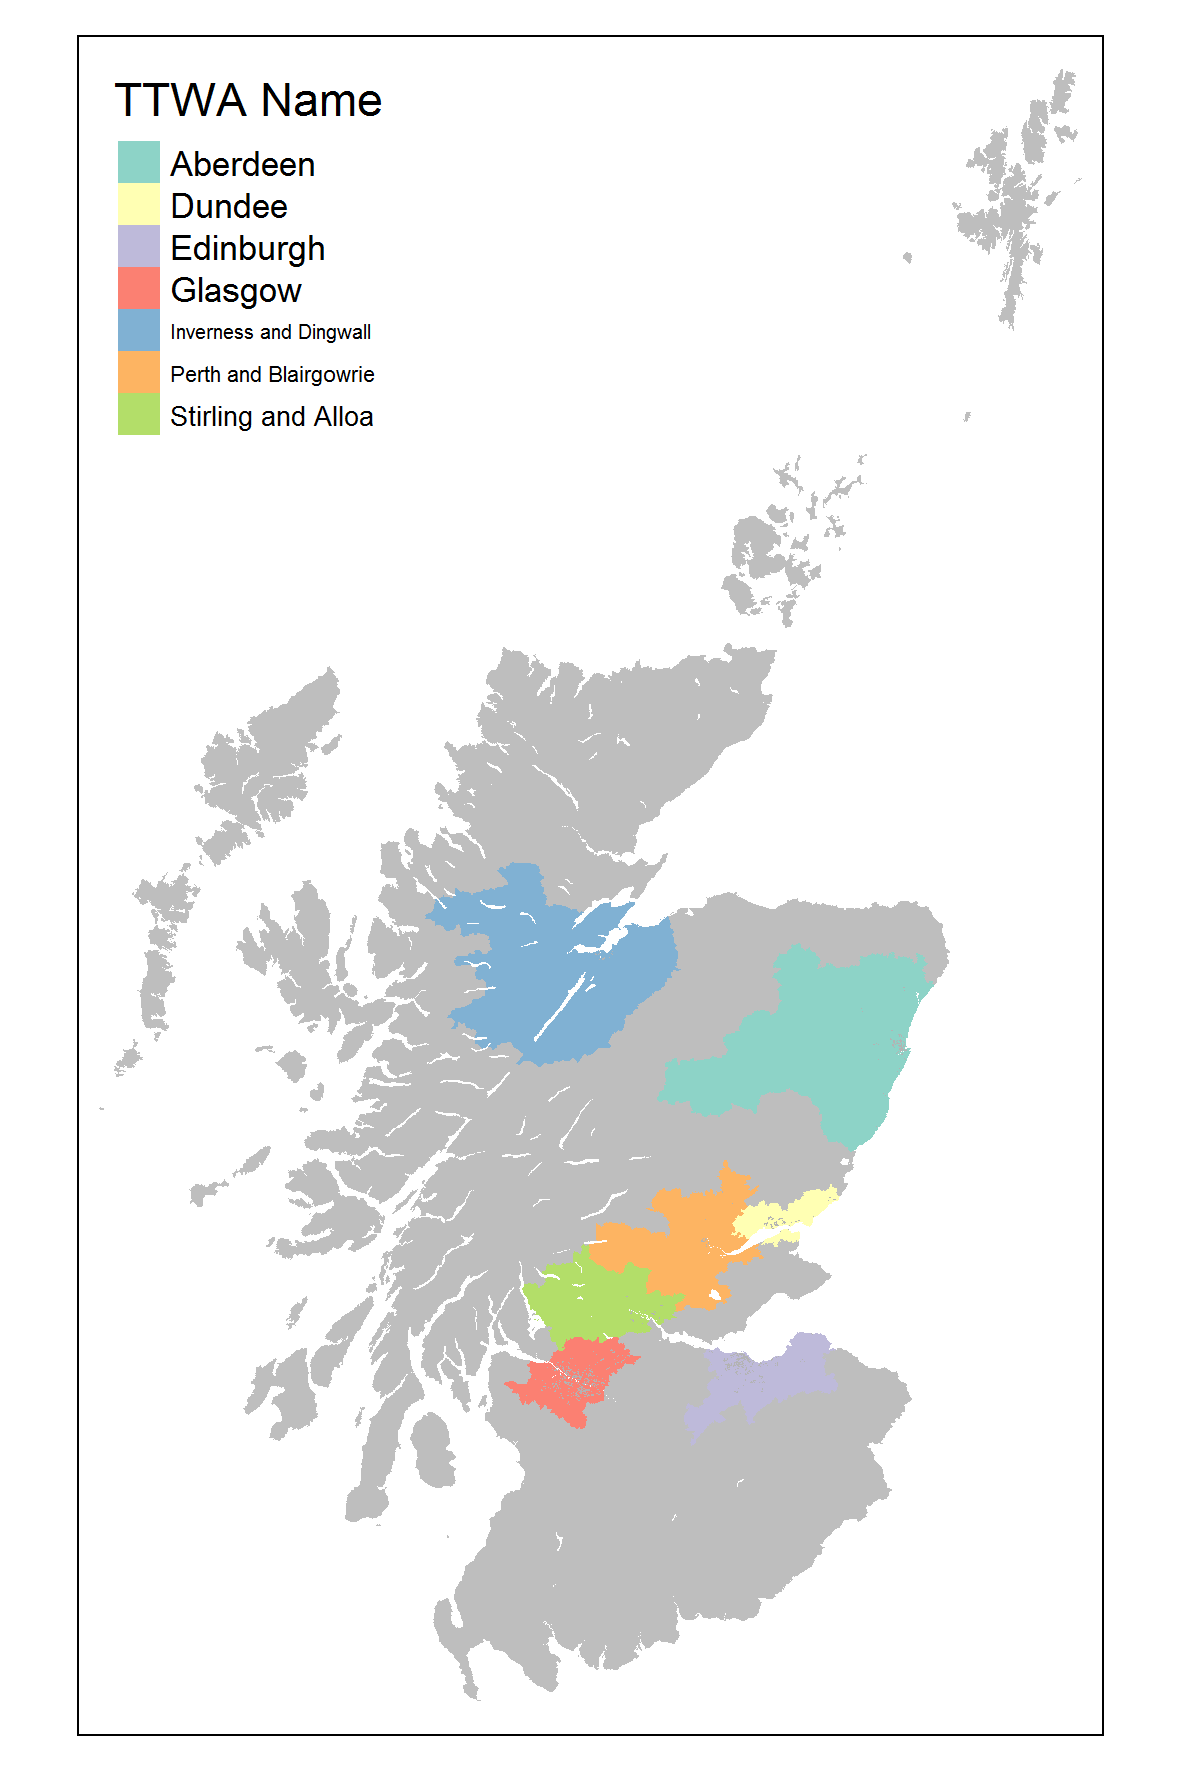 TTWA Name
Aberdeen
Dundee
Edinburgh
Glasgow
Inverness and Dingwall
Perth and Blairgowrie
Stirling and Alloa